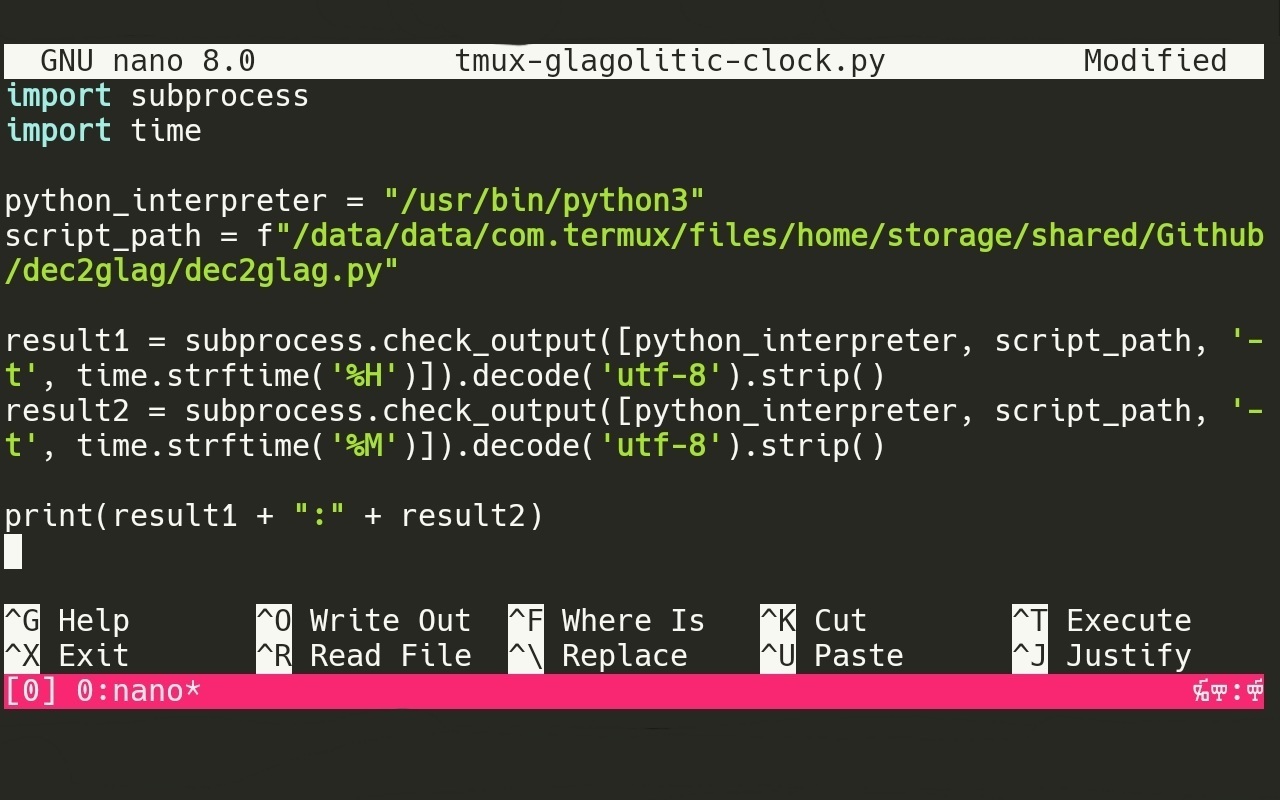 GNU nano 8.0 tmux-glagolitic-clock.py Modified
import subprocess
import time
python_interpreter = "/usr/bin/python3"
script_path = f"/data/data/com.termux/files/home/storage/shared/Github
/dec2glag/dec2glag.py"
result1 = subprocess.check_output([python_interpreter, script_path, '-
t', time.strftime('%H')]).decode('utf-8').strip()
result2 = subprocess.check_output([python_interpreter, script_path, '-
t', time.strftime('%M')]).decode('utf-8').strip()
print(result1 + ":" + result2)
^G Help ^O Write Out ^F Where Is ^K Cut ^T Execute
^X Exit ^R Read File ^\ Replace ^U Paste ^J Justify
[0] 0:nano*